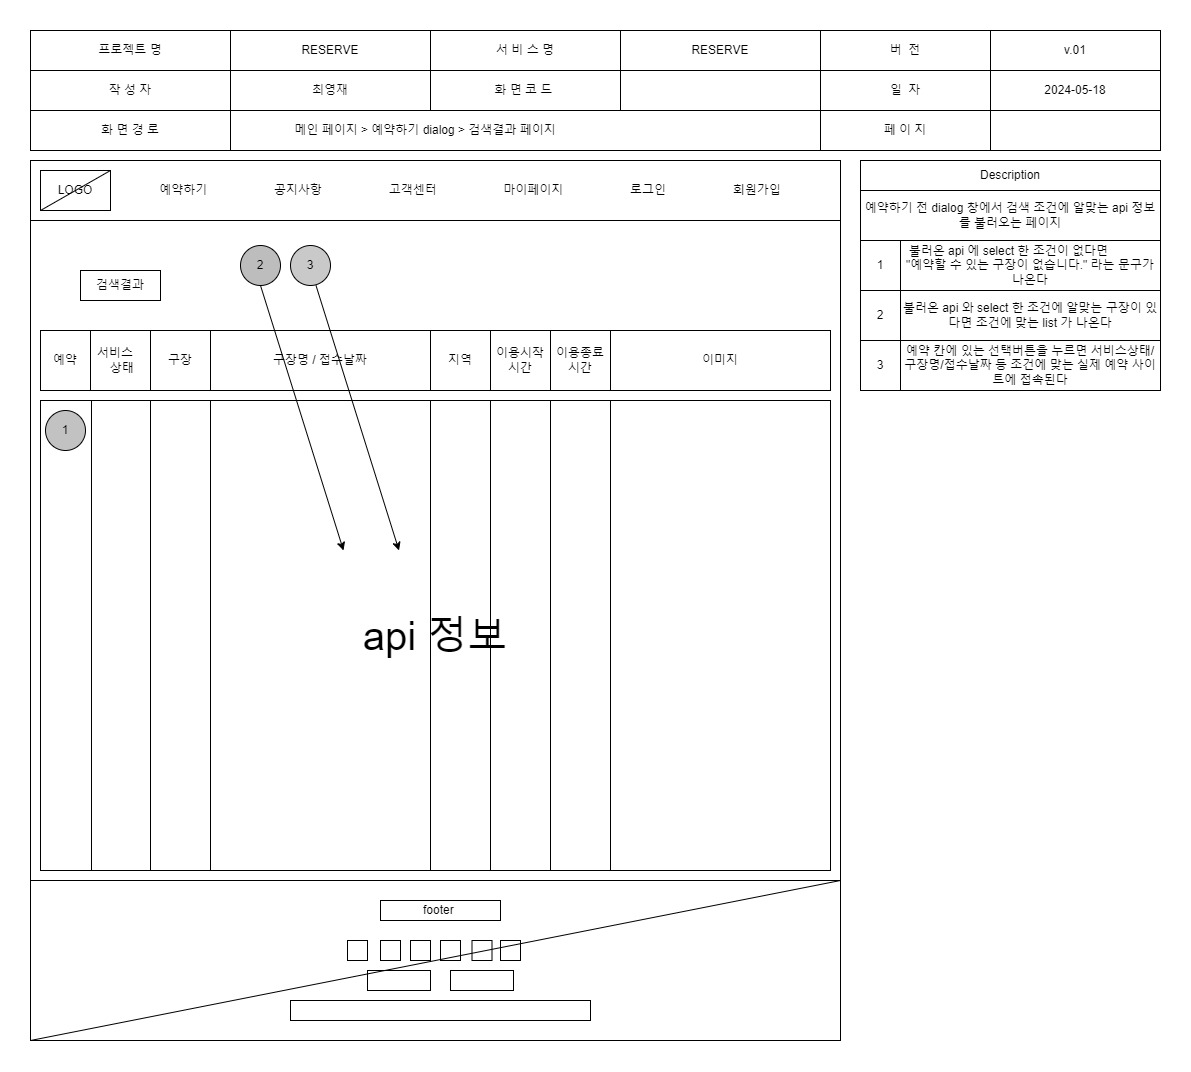 프로젝트 명 RESERVE 서 비 스 명 RESERVE 버 전 v.01
작 성 자 최영재 화 면 코 드 일 자 2024-05-18
화 면 경 로 메인 페이지 > 예약하기 dialog > 검색결과 페이지 페 이 지
LOGO 예약하기 공지사항 고객센터 마이페이지 로그인 회원가입
2 3
검색결과
예약 서비스 상태 구장 구장명 / 접수날짜 지역 이용시작 시간 이용종료 시간 이미지
1
api 정보
footer
Description
예약하기 전 dialog 창에서 검색 조건에 알맞는 api 정보
를 불러오는 페이지
1 불러온 api 에 select 한 조건이 없다면
"예약할 수 있는 구장이 없습니다." 라는 문구가
나온다
2 불러온 api 와 select 한 조건에 알맞는 구장이 있
다면 조건에 맞는 list 가 나온다
3 예약 칸에 있는 선택버튼을 누르면 서비스상태/
구장명/접수날짜 등 조건에 맞는 실제 예약 사이
트에 접속된다